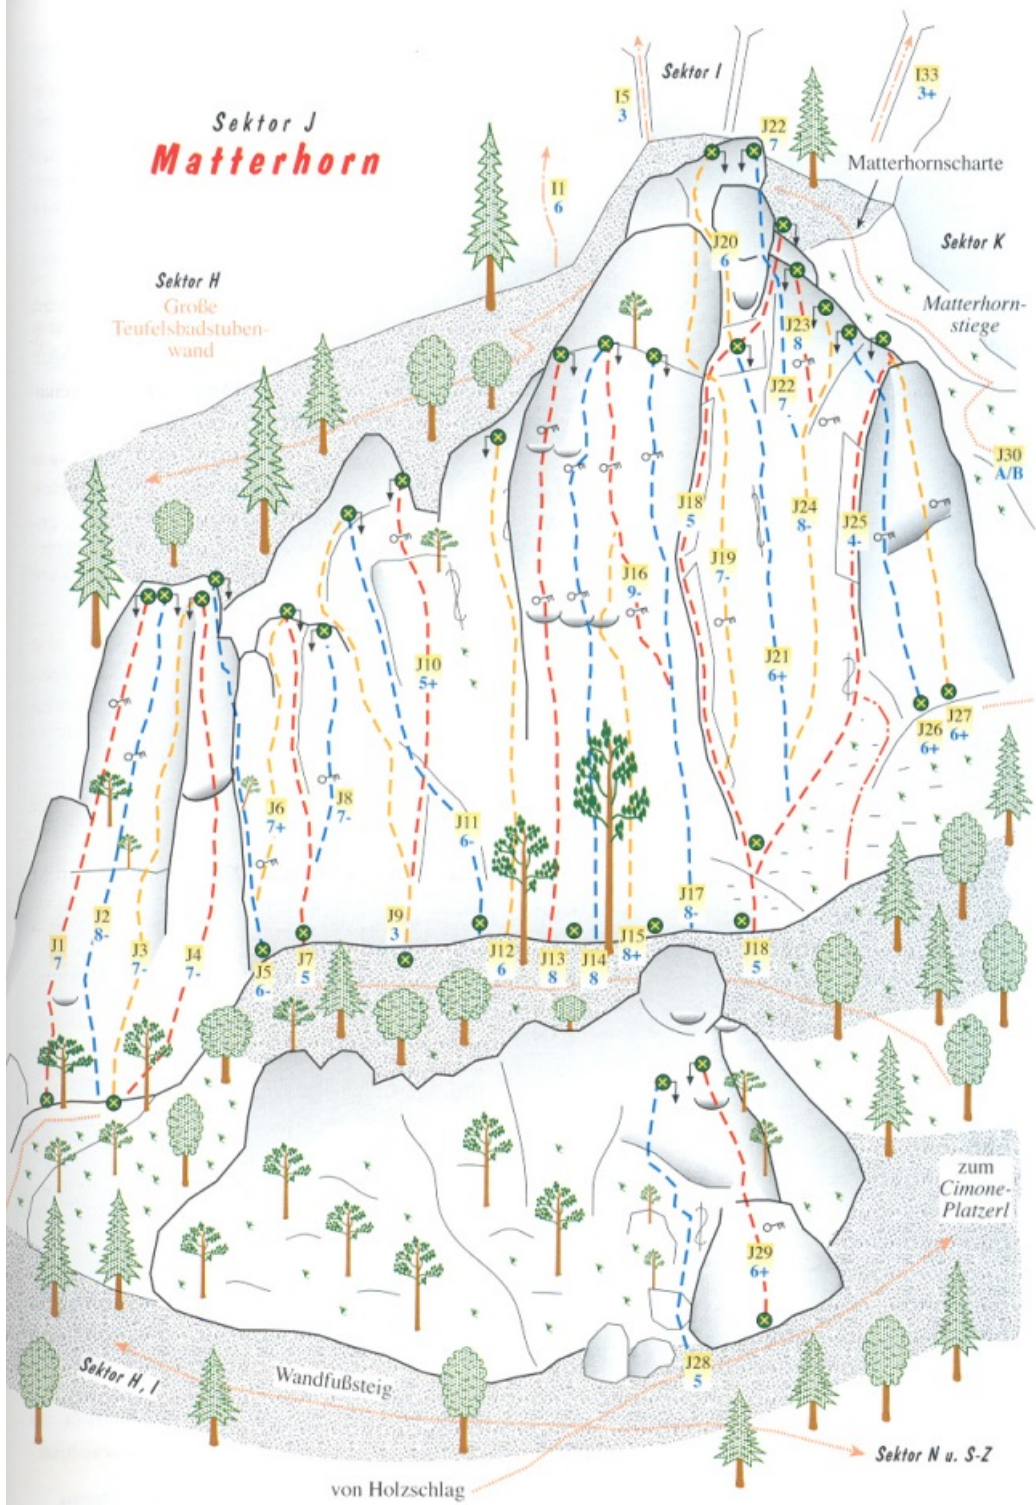 Sektor J
Matterhorn
Sektor I
I5
3
I33
3+
J22
7
Matterhornscharte
I1
6
J20
6
Sektor K
Sektor H
Große
Teufelsbadstuben-
wand
Matterhorn-
stiege
J23
8
J22
7
J30
A/B
J18
5
J24
8-
J25
4-
J19
7-
J16
9-
J10
5+
J21
6+
J26
6+
J27
6+
J6
7+
J8
7-
J11
6-
J1
7
J2
8-
J3
7-
J4
7-
J5
6-
J7
5
J9
3
J12
6
J13
8
J14
8
J15
8+
J17
8-
J18
5
zum
Cimone-
Platzerl
J29
6+
J28
5
Sektor H, I
Wandfußsteig
Sektor N u. S-Z
von Holzschlag